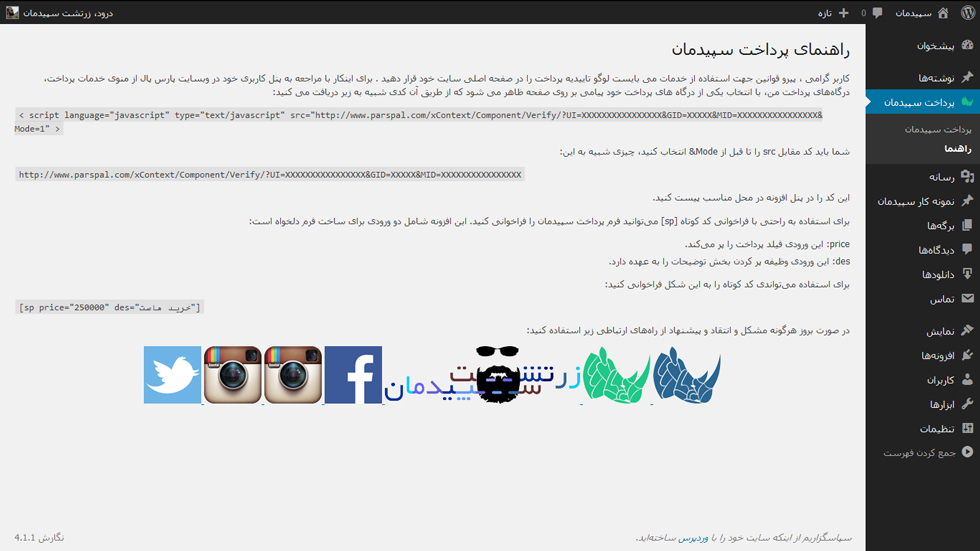 سپیدمان
0
تازه
درود، زرتشت سپیدمان
پیشخوان
نوشته‌ها
پرداخت سپیدمان
پرداخت سپیدمان
راهنما
رسانه
نمونه کار سپیدمان
برگه‌ها
دیدگاه‌ها
دانلودها
تماس
نمایش
افزونه‌ها
کاربران
ابزارها
تنظیمات
جمع کردن فهرست
راهنمای پرداخت سپیدمان
کاربر گرامی ، پیرو قوانین جهت استفاده از خدمات می بایست لوگو تاییدیه پرداخت را در صفحه اصلی سایت خود قرار دهید . برای اینکار با مراجعه به پنل کاربری خود در وبسایت پارس پال از منوی خدمات پرداخت،
درگاه‌های پرداخت من، با انتخاب یکی از درگاه های پرداخت خود پیامی بر روی صفحه ظاهر می شود که از طریق آن کدی شبیه به زیر دریافت می کنید:
< script language="javascript" type="text/javascript" src="http://www.parspal.com/xContext/Component/Verify/?UI=XXXXXXXXXXXXXXXX&GID=XXXXX&MID=XXXXXXXXXXXXXXXX&
Mode=1" >
شما باید کد مقابل src را تا قبل از Mode& انتخاب کنید، چیزی شبیه به این:
http://www.parspal.com/xContext/Component/Verify/?UI=XXXXXXXXXXXXXXXX&GID=XXXXX&MID=XXXXXXXXXXXXXXXX
این کد را در پنل افزونه در محل مناسب پیست کنید.
برای استفاده به راحتی با فراخوانی کد کوتاه [sp] می‌توانید فرم پرداخت سپیدمان را فراخوانی کنید. این افزونه شامل دو ورودی برای ساخت فرم دلخواه است:
price: این ورودی فیلد پرداخت را پر می‌کند.
des: این ورودی وظیفه پر کردن بخش توضیحات را به عهده دارد.
برای استفاده می‌تواندی کد کوتاه را به این شکل فراخوانی کنید:
[sp price="250000" des="خرید هاست"]
در صورت بروز هرگونه مشکل و انتقاد و پیشنهاد از راه‌های ارتباطی زیر استفاده کنید:
زرتشت
سپیدمان
سپاسگزاریم از اینکه سایت خود را با وردپرس ساخته‌اید.
نگارش 4.1.1